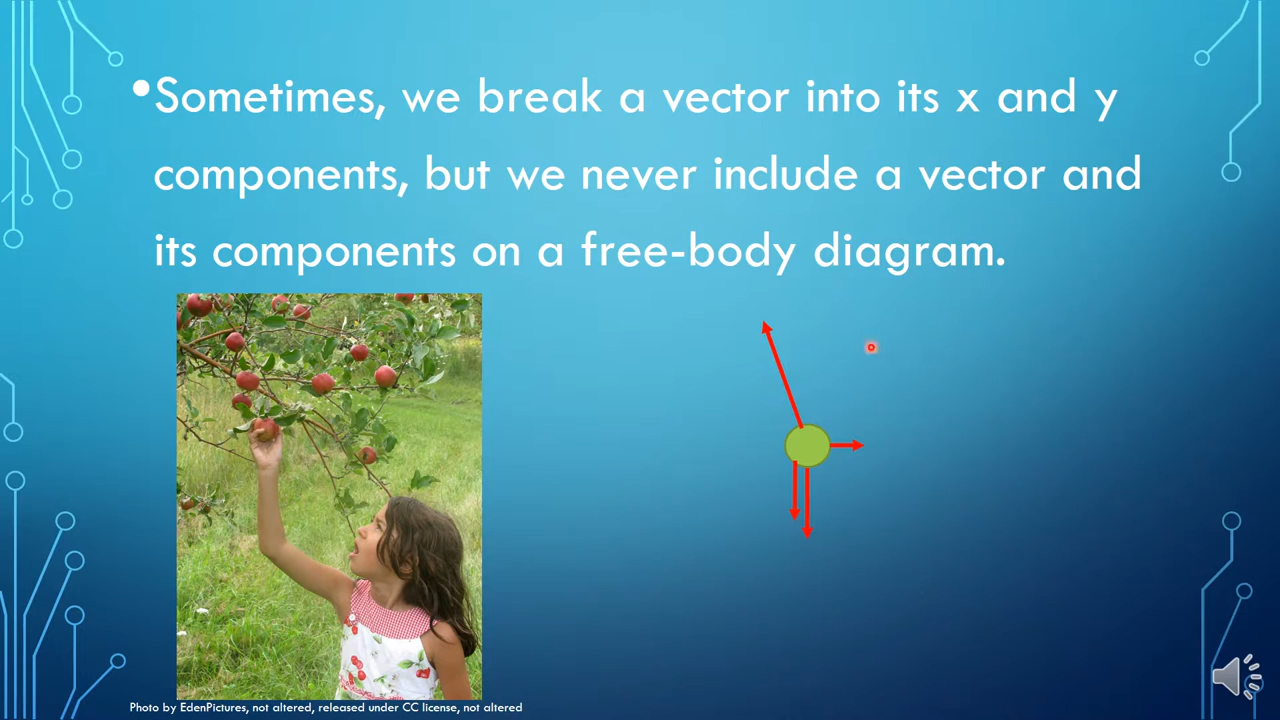 •Sometimes, we break a vector into its x and y
components, but we never include a vector and
its components on a free-body diagram.
Photo by EdenPictures, not altered, released under CC license, not altered